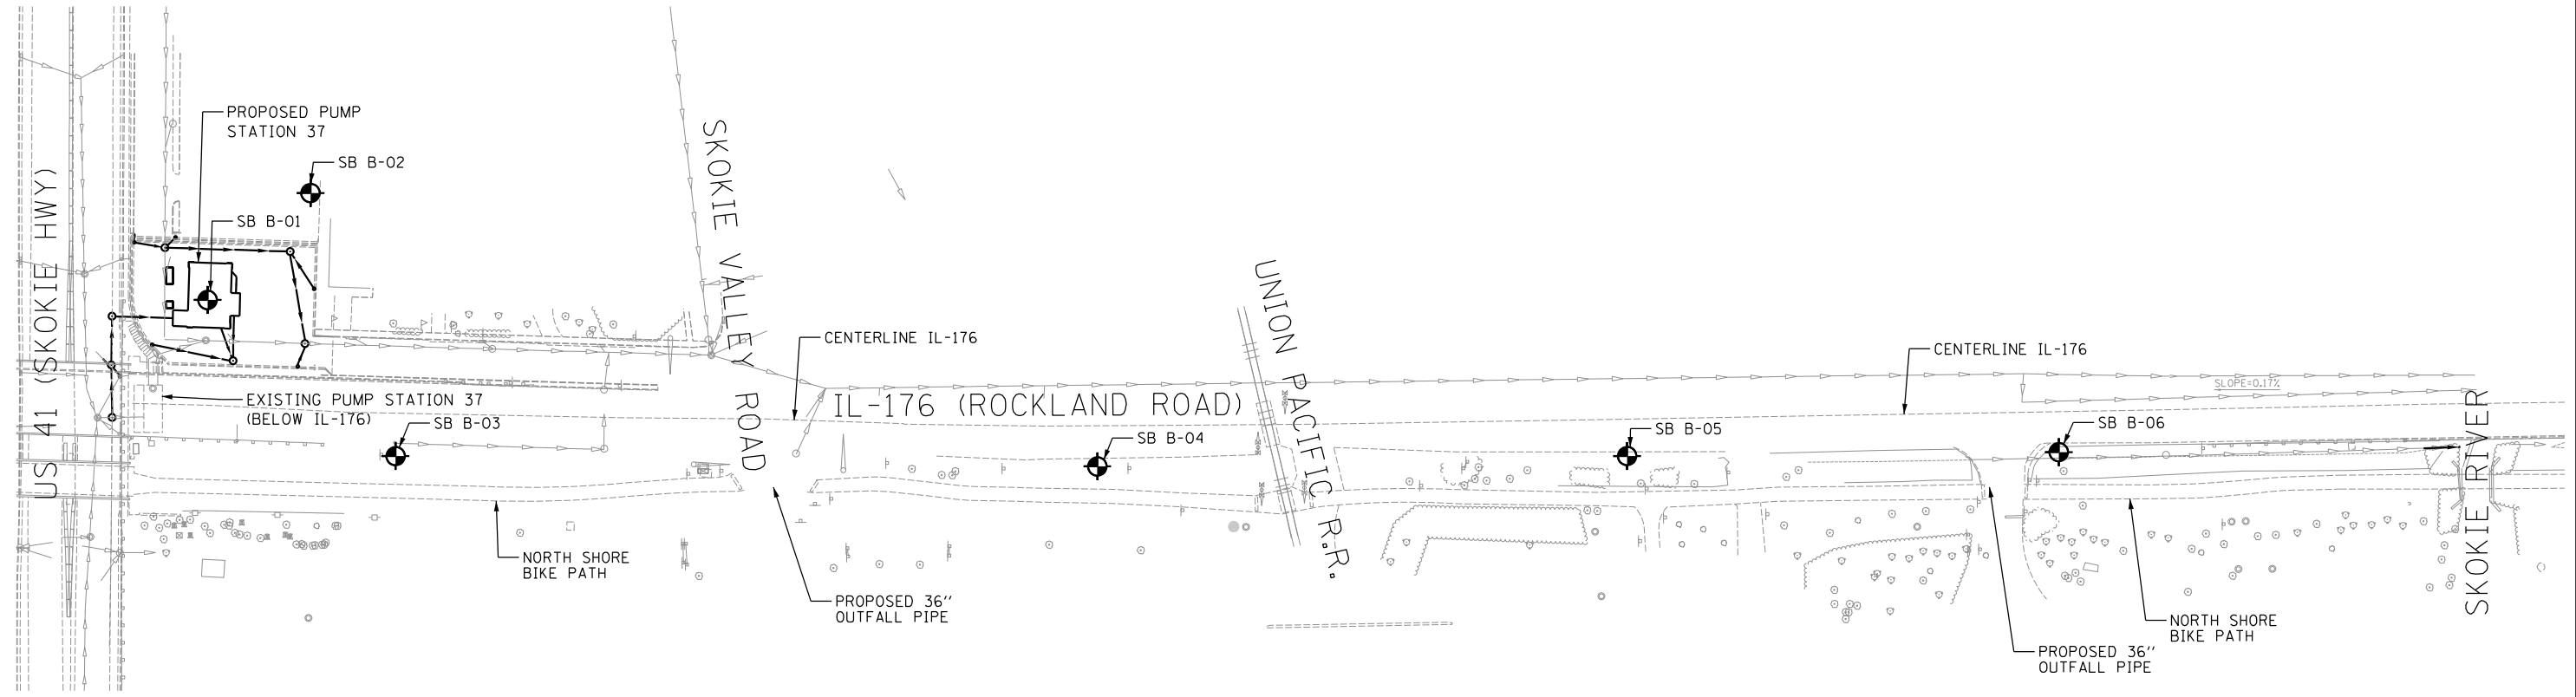 PROPOSED PUMP
STATION 37
SB B-02
SB B-01
US 41 (SKOKIE HWY)
SKOKIE VALLEY ROAD
EXISTING PUMP STATION 37
(BELOW IL-176)
SB B-03
CENTERLINE IL-176
IL-176 (ROCKLAND ROAD)
SB B-04
NORTH SHORE
BIKE PATH
PROPOSED 36''
OUTFALL PIPE
UNION PACIFIC R.R.
SB B-05
CENTERLINE IL-176
SLOPE=0.17%
SB B-06
SKOKIE RIVER
NORTH SHORE
BIKE PATH
PROPOSED 36''
OUTFALL PIPE